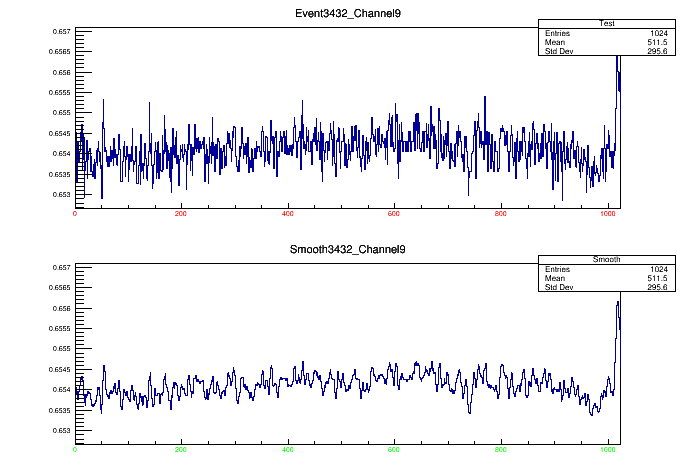 Event3432_Channel9
Test
Entries 1024
Mean 511.5
Std Dev 295.6
0.657
0.6565
0.656
0.6555
0.655
0.6545
0.654
0.6535
0.653
0 200 400 600 800 1000
Smooth3432_Channel9
Smooth
Entries 1024
Mean 511.5
Std Dev 295.6
0.657
0.6565
0.656
0.6555
0.655
0.6545
0.654
0.6535
0.653
0 200 400 600 800 1000